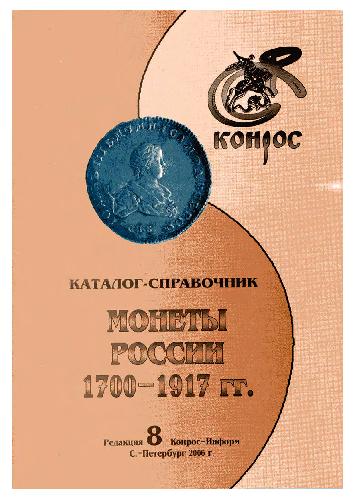 КОНРОС
КАТАЛОГ-СПРАВОЧНИК
МОНЕТЫ
РОССИИ
1700—1917 гг.
Редакция 8 Конрос-Информ
С.-Петербург 2006 г